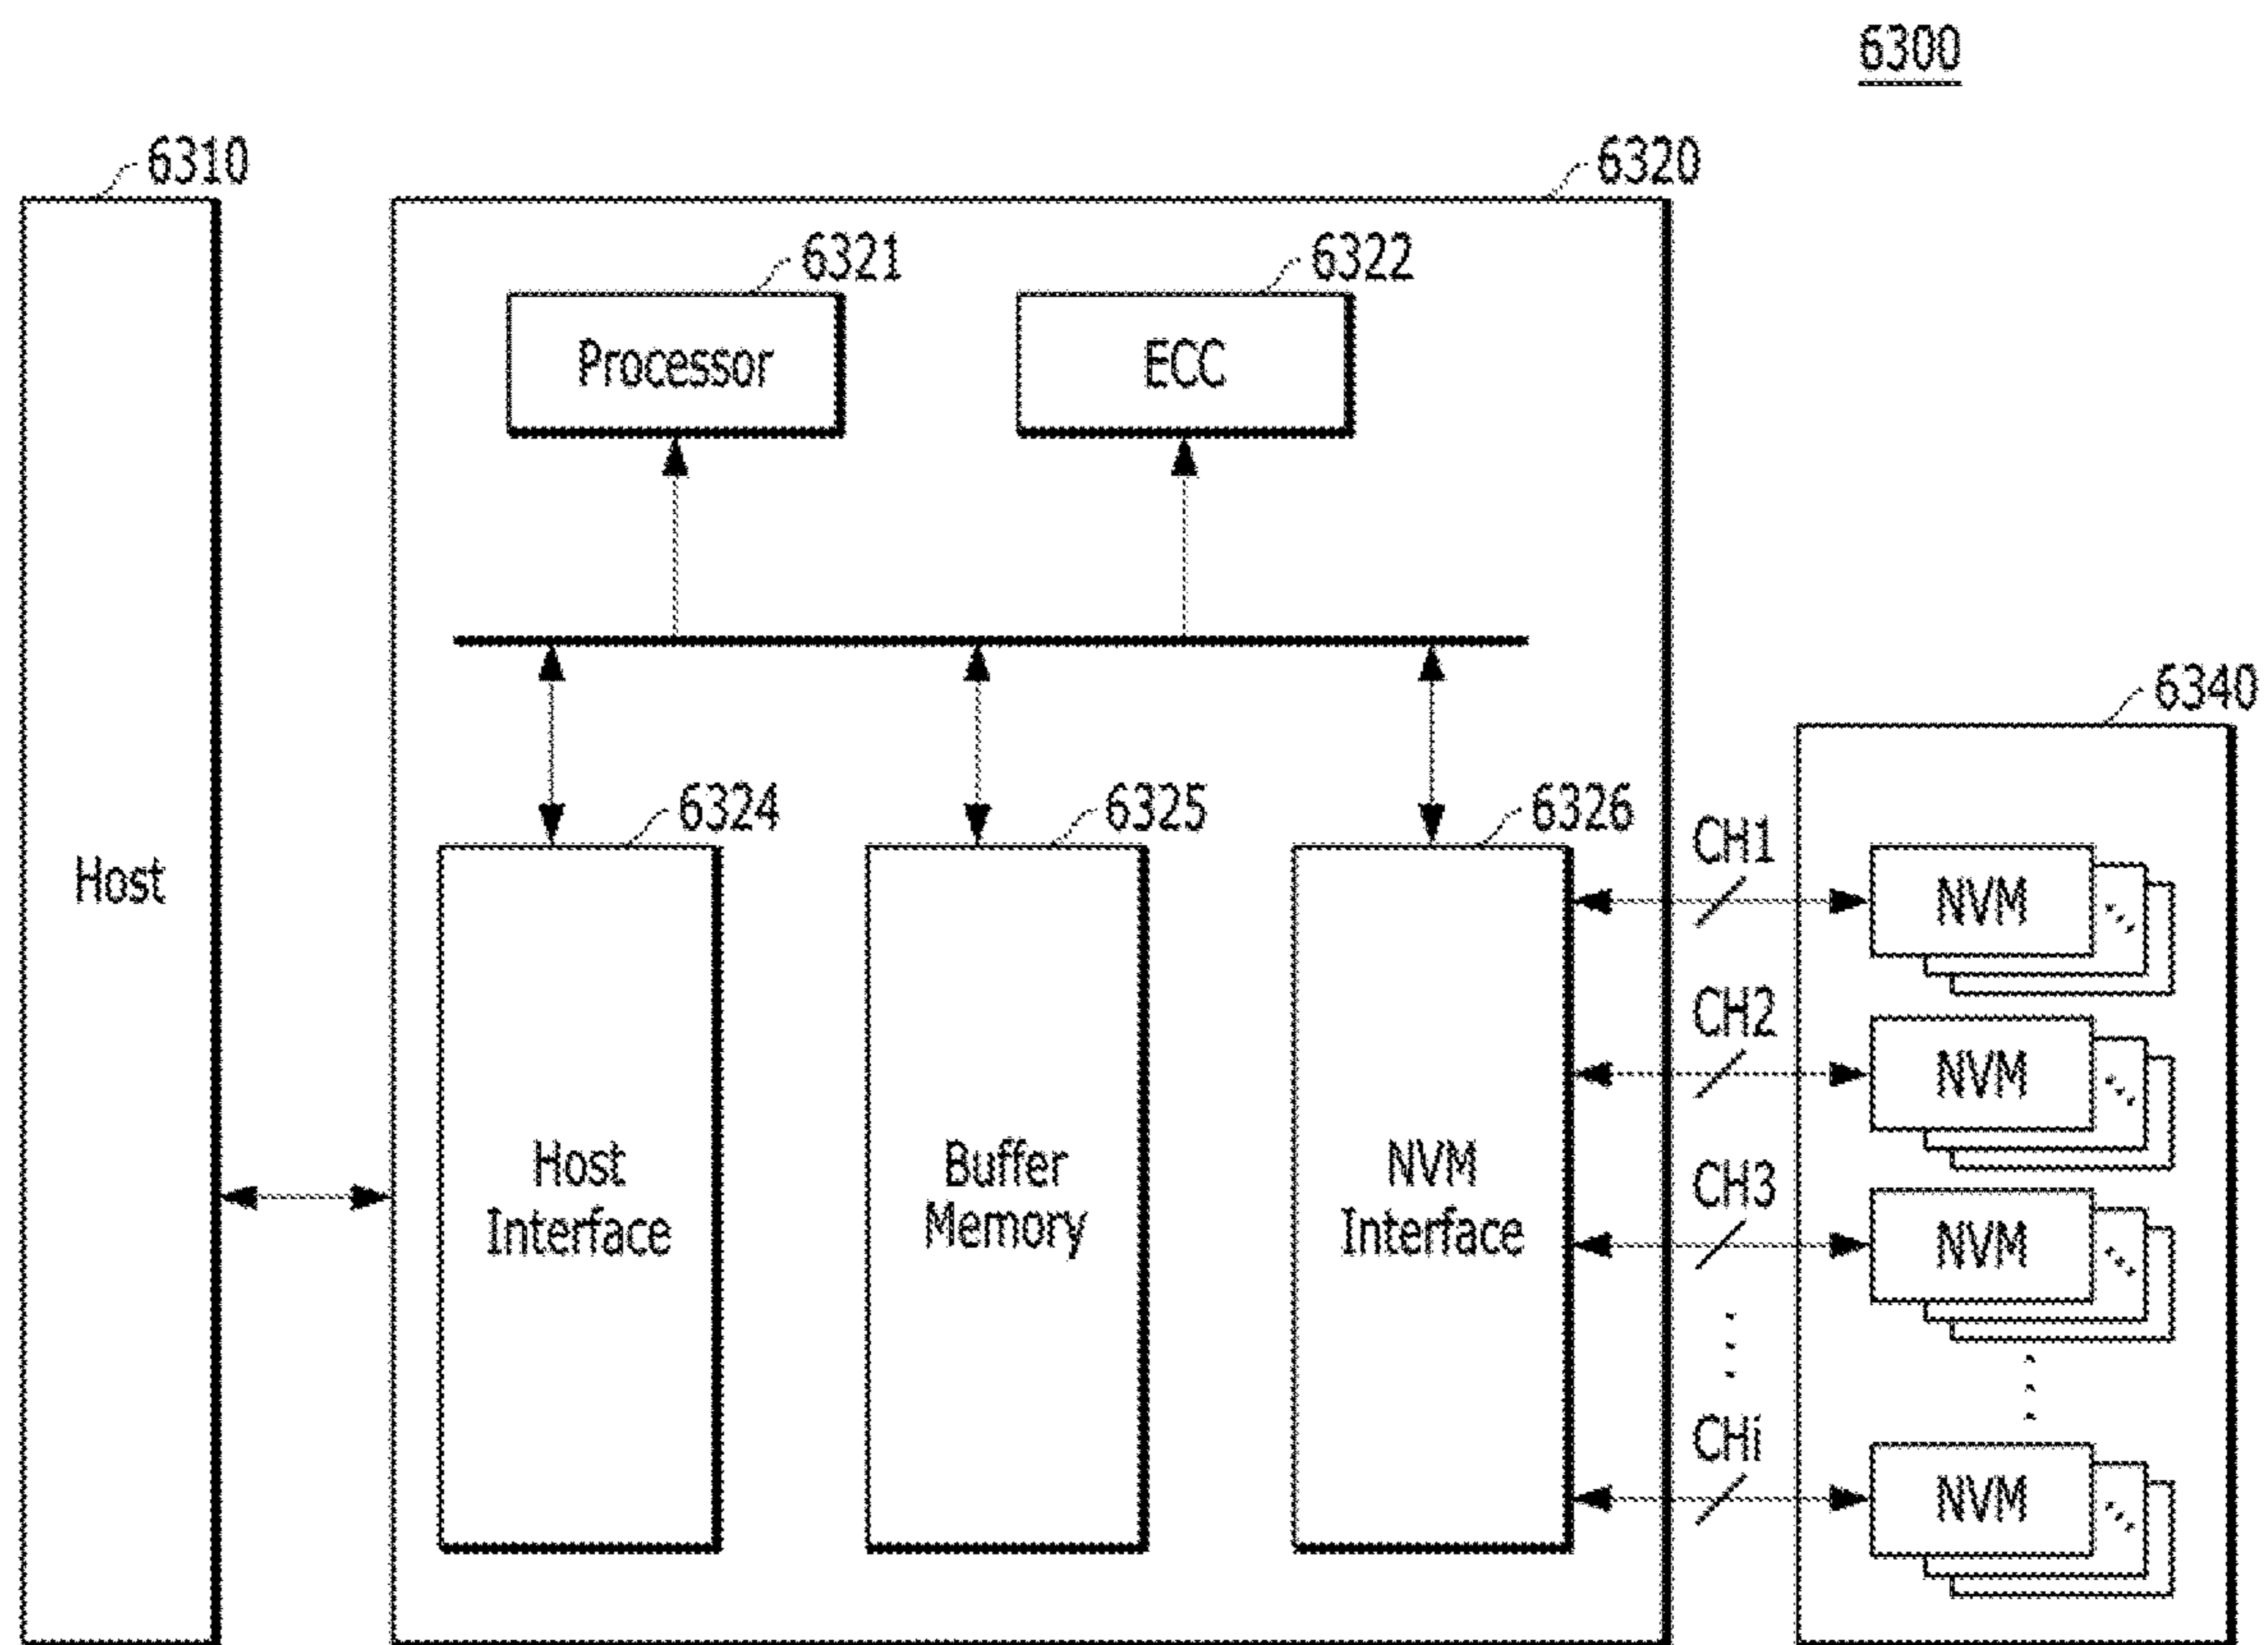 6300
6310
6320
6321
6322
Processor
ECC
6340
6324
6325
6326
CH1
Host
NVM
CH2
NVM
Host
Interface
Buffer
Memory
NVM
Interface
CH3
NVM
CHi
NVM